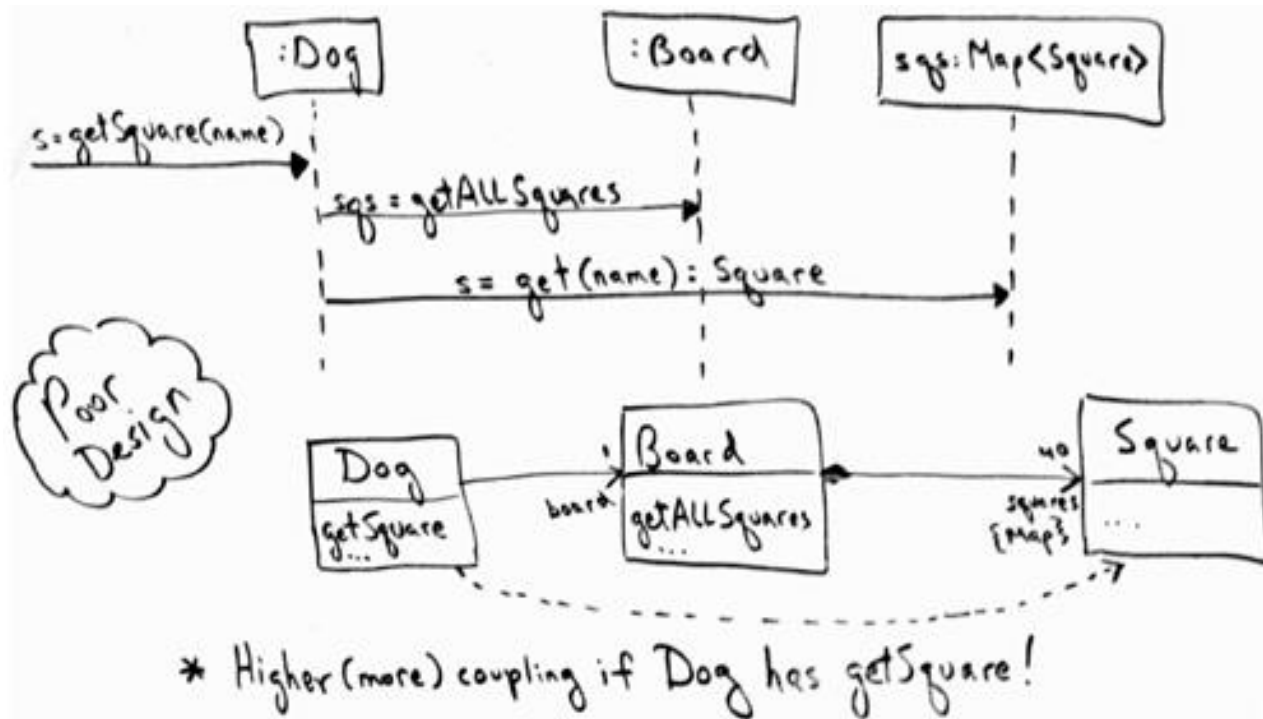 :Dog
:Board
sqs: Map<Square>
s=getSquare(name)
sqs = getALLSquares
s= get(name) : Square
Poor
Design
Dog
getSquare
...
1
board
Board
getALLSquares
...
40
squares
{Map}
Square
...
* Higher (more) coupling if Dog has getSquare!